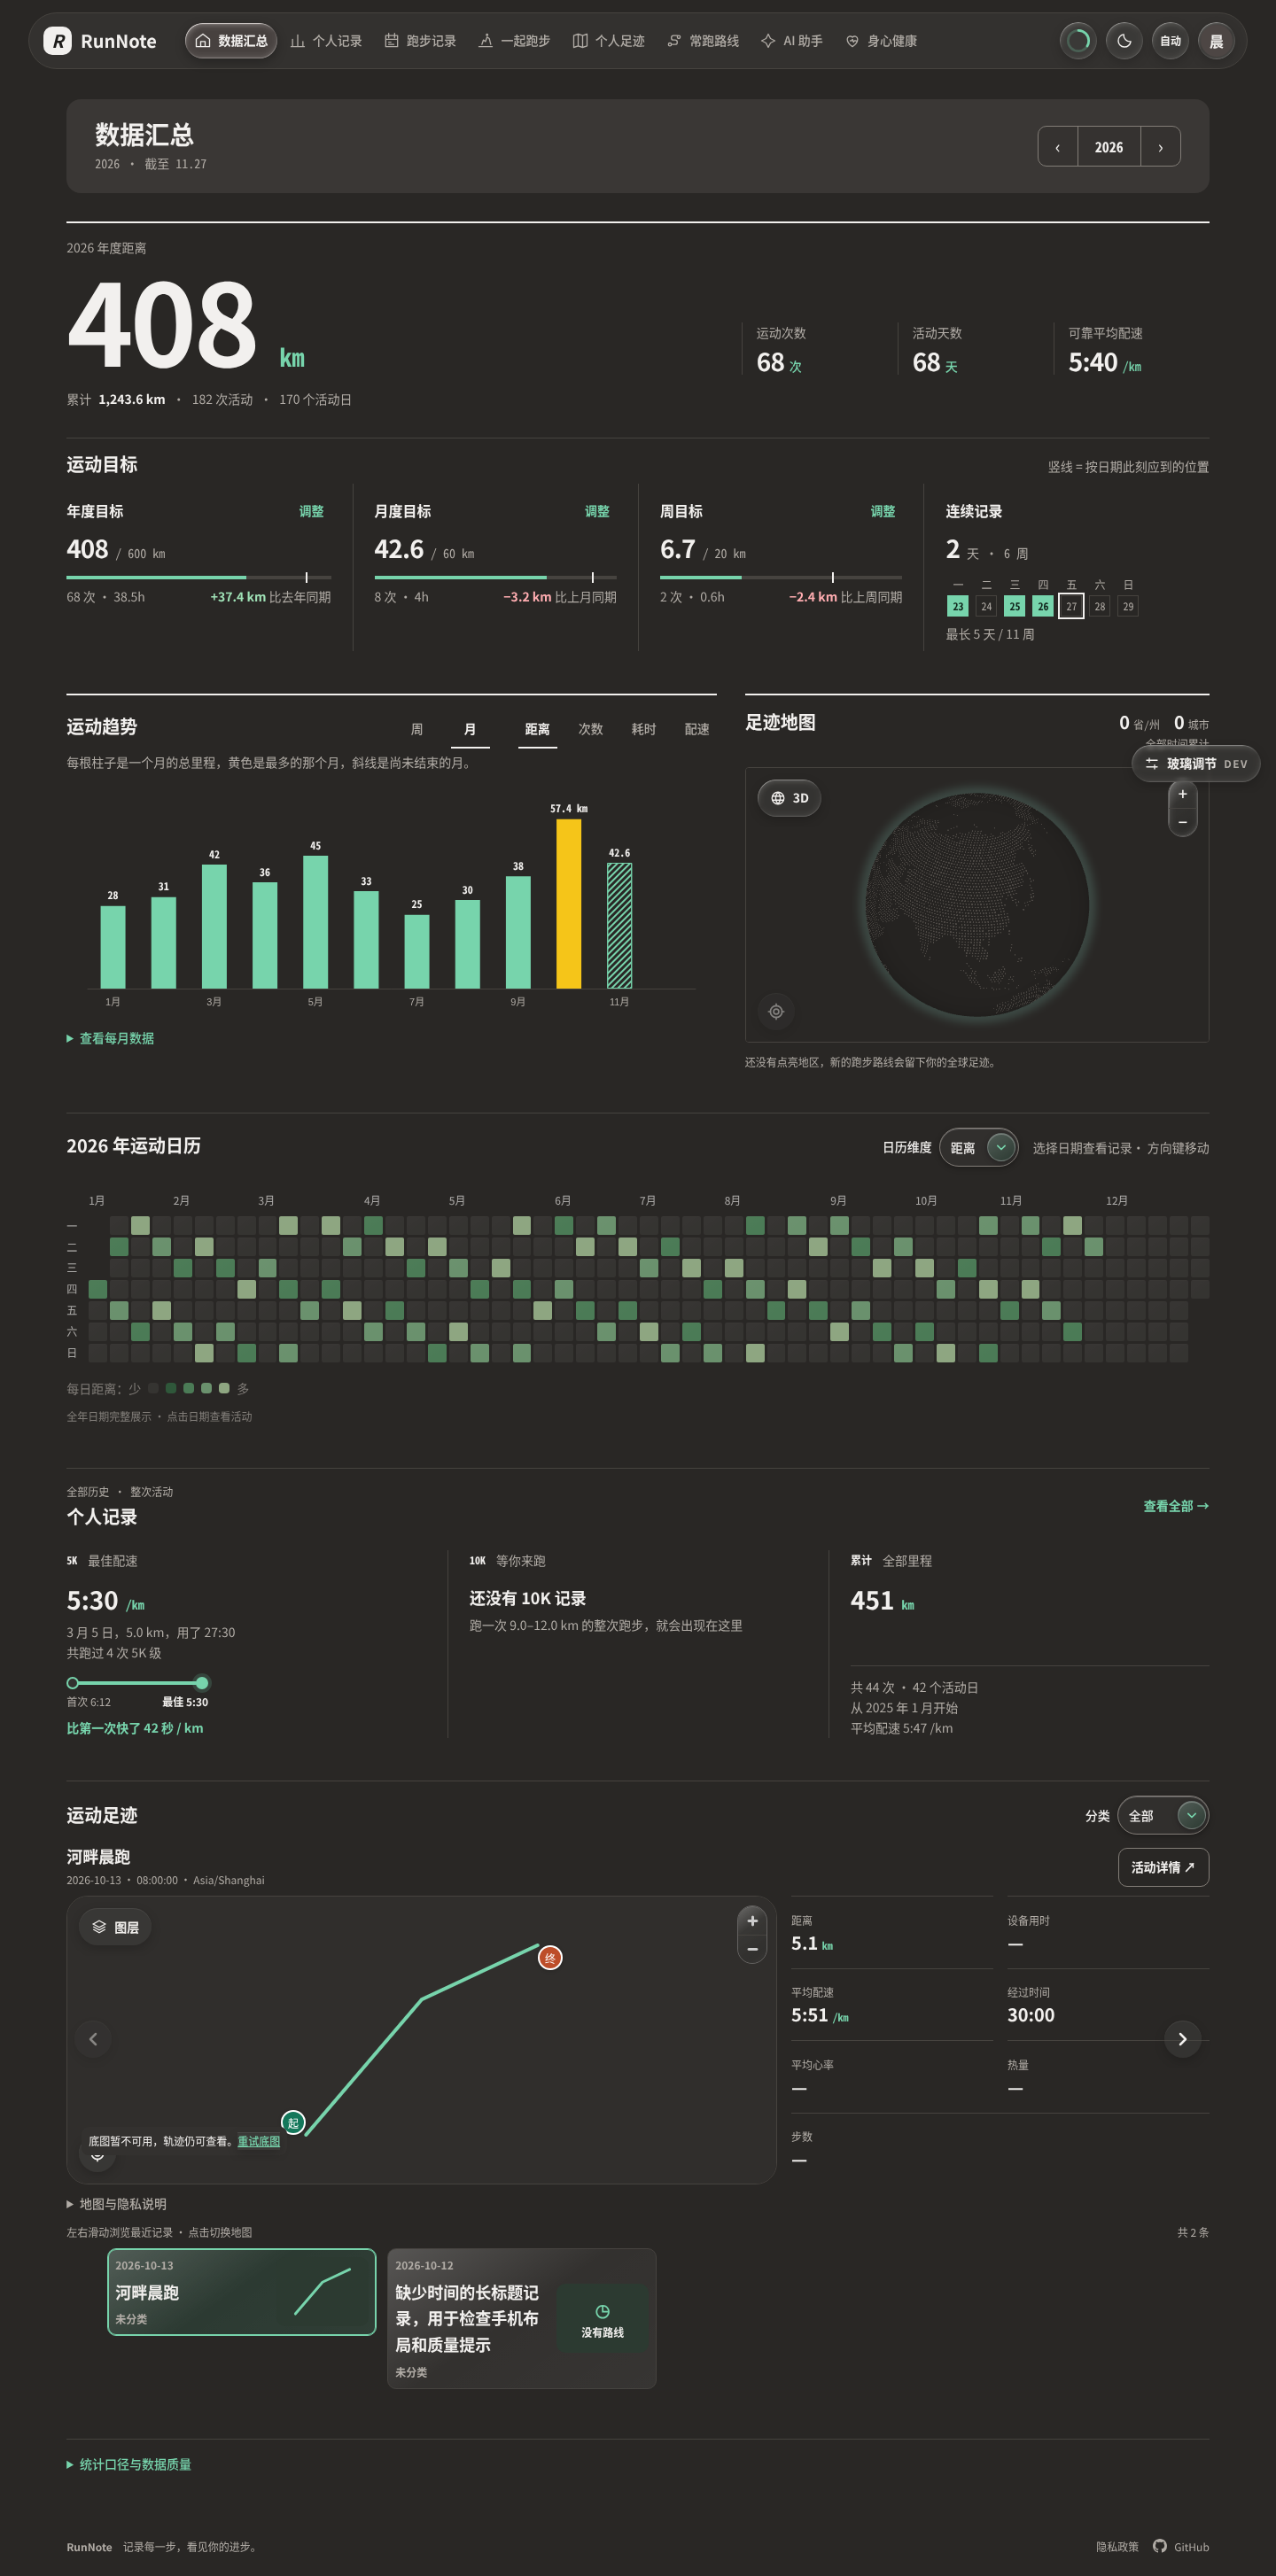 R RunNote 数据汇总 个人记录 跑步记录 一起跑步 个人足迹 常跑路线 AI 助手 身心健康 自动 晨
数据汇总
2026 · 截至 11.27
‹ 2026 ›
2026 年度距离
408 km
运动次数 活动天数 可靠平均配速
68 次 68 天 5:40 /km
累计 1,243.6 km · 182 次活动 · 170 个活动日
运动目标 竖线 = 按日期此刻应到的位置
年度目标 调整
408 / 600 km
68 次 · 38.5h +37.4 km 比去年同期
月度目标 调整
42.6 / 60 km
8 次 · 4h −3.2 km 比上月同期
周目标 调整
6.7 / 20 km
2 次 · 0.6h −2.4 km 比上周同期
连续记录
2 天 · 6 周
一 二 三 四 五 六 日
23 24 25 26 27 28 29
最长 5 天 / 11 周
运动趋势 周 月 距离 次数 耗时 配速
每根柱子是一个月的总里程，黄色是最多的那个月，斜线是尚未结束的月。
28 31 42 36 45 33 25 30 38 57.4 km 42.6
1月 3月 5月 7月 9月 11月
▶ 查看每月数据
足迹地图 0 省/州 0 城市
全部时间累计
玻璃调节 DEV
3D
+
−
还没有点亮地区，新的跑步路线会留下你的全球足迹。
2026 年运动日历 日历维度 距离 选择日期查看记录 · 方向键移动
1月 2月 3月 4月 5月 6月 7月 8月 9月 10月 11月 12月
一
二
三
四
五
六
日
每日距离：少 多
全年日期完整展示 · 点击日期查看活动
全部历史 · 整次活动
个人记录 查看全部 →
5K 最佳配速
5:30 /km
3 月 5 日，5.0 km，用了 27:30
共跑过 4 次 5K 级
首次 6:12 最佳 5:30
比第一次快了 42 秒 / km
10K 等你来跑
还没有 10K 记录
跑一次 9.0–12.0 km 的整次跑步，就会出现在这里
累计 全部里程
451 km
共 44 次 · 42 个活动日
从 2025 年 1 月开始
平均配速 5:47 /km
运动足迹 分类 全部
河畔晨跑
2026-10-13 · 08:00:00 · Asia/Shanghai
活动详情 ↗
图层
+
−
终
起
底图暂不可用，轨迹仍可查看。重试底图
距离 设备用时
5.1 km —
平均配速 经过时间
5:51 /km 30:00
平均心率 热量
— —
步数
—
▶ 地图与隐私说明
左右滑动浏览最近记录 · 点击切换地图 共 2 条
2026-10-13
河畔晨跑
未分类
2026-10-12
缺少时间的长标题记
录，用于检查手机布
局和质量提示
未分类
没有路线
▶ 统计口径与数据质量
RunNote 记录每一步，看见你的进步。 隐私政策 GitHub